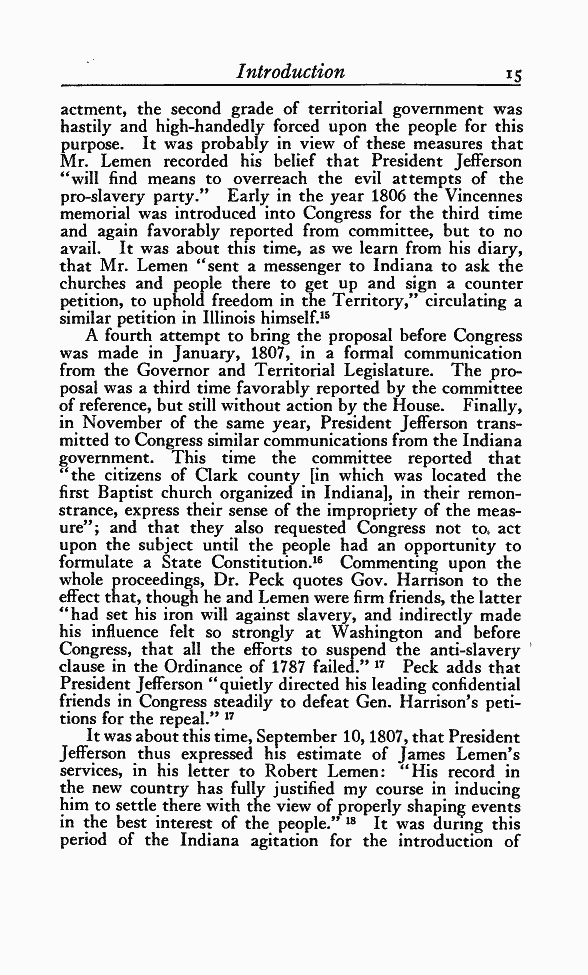 Introduction 15
actment, the second grade of territorial government was
hastily and high-handedly forced upon the people for this
purpose. It was probably in view of these measures that
Mr. Lemen recorded his belief that President Jefferson
“will find means to overreach the evil attempts of the
pro-slavery party.” Early in the year 1806 the Vincennes
memorial was introduced into Congress for the third time
and again favorably reported from committee, but to no
avail. It was about this time, as we learn from his diary,
that Mr. Lemen “sent a messenger to Indiana to ask the
churches and people there to get up and sign a counter
petition, to uphold freedom in the Territory,” circulating a
similar petition in Illinois himself.¹⁵
A fourth attempt to bring the proposal before Congress
was made in January, 1807, in a formal communication
from the Governor and Territorial Legislature. The pro-
posal was a third time favorably reported by the committee
of reference, but still without action by the House. Finally,
in November of the same year, President Jefferson trans-
mitted to Congress similar communications from the Indiana
government. This time the committee reported that
“the citizens of Clark county [in which was located the
first Baptist church organized in Indiana], in their remon-
strance, express their sense of the impropriety of the meas-
ure”; and that they also requested Congress not to act
upon the subject until the people had an opportunity to
formulate a State Constitution.¹⁶ Commenting upon the
whole proceedings, Dr. Peck quotes Gov. Harrison to the
effect that, though he and Lemen were firm friends, the latter
“had set his iron will against slavery, and indirectly made
his influence felt so strongly at Washington and before
Congress, that all the efforts to suspend the anti-slavery
clause in the Ordinance of 1787 failed.” ¹⁷ Peck adds that
President Jefferson “quietly directed his leading confidential
friends in Congress steadily to defeat Gen. Harrison's peti-
tions for the repeal.” ¹⁷
It was about this time, September 10, 1807, that President
Jefferson thus expressed his estimate of James Lemen's
services, in his letter to Robert Lemen: “His record in
the new country has fully justified my course in inducing
him to settle there with the view of properly shaping events
in the best interest of the people.” ¹⁸ It was during this
period of the Indiana agitation for the introduction of